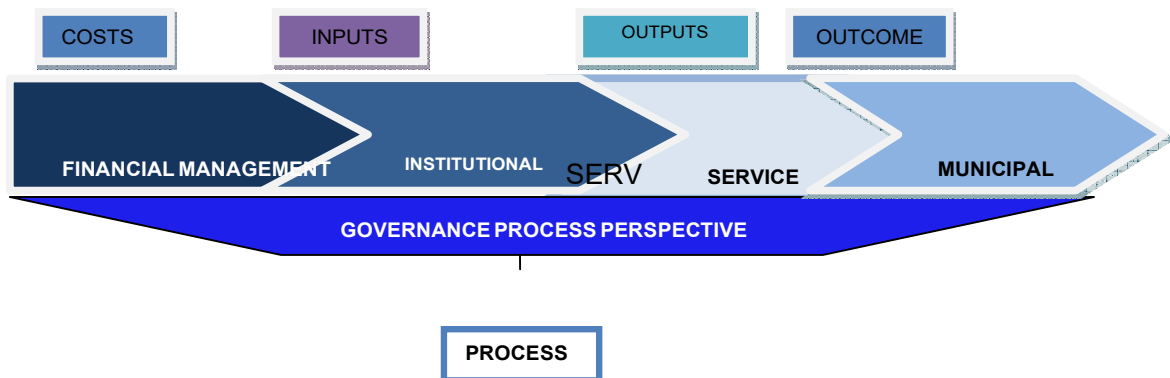 COSTS
INPUTS
OUTPUTS
OUTCOME
FINANCIAL MANAGEMENT
INSTITUTIONAL
SERV
SERVICE
MUNICIPAL
GOVERNANCE PROCESS PERSPECTIVE
PROCESS